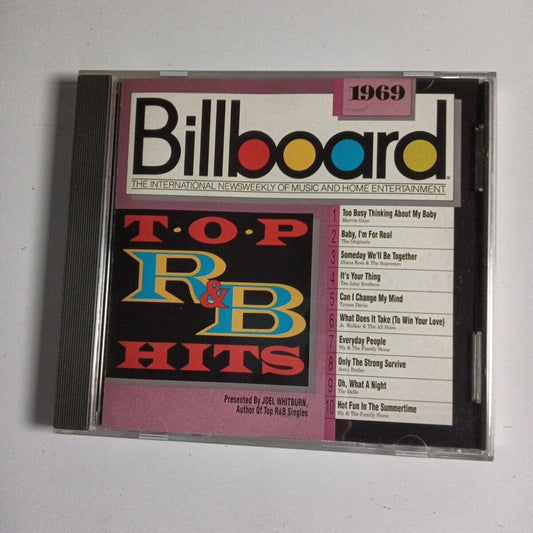 1969
Billboard®
THE INTERNATIONAL NEWSWEEKLY OF MUSIC AND HOME ENTERTAINMENT
T·O·P
R&B
HITS
Presented By JOEL WHITBURN,
Author Of Top R&B Singles
1 Too Busy Thinking About My Baby
Marvin Gaye
2 Baby, I'm For Real
The Originals
3 Someday We'll Be Together
Diana Ross & The Supremes
4 It's Your Thing
The Isley Brothers
5 Can I Change My Mind
Tyrone Davis
6 What Does It Take (To Win Your Love)
Jr. Walker & The All Stars
7 Everyday People
Sly & The Family Stone
8 Only The Strong Survive
Jerry Butler
9 Oh, What A Night
The Dells
10 Hot Fun In The Summertime
Sly & The Family Stone